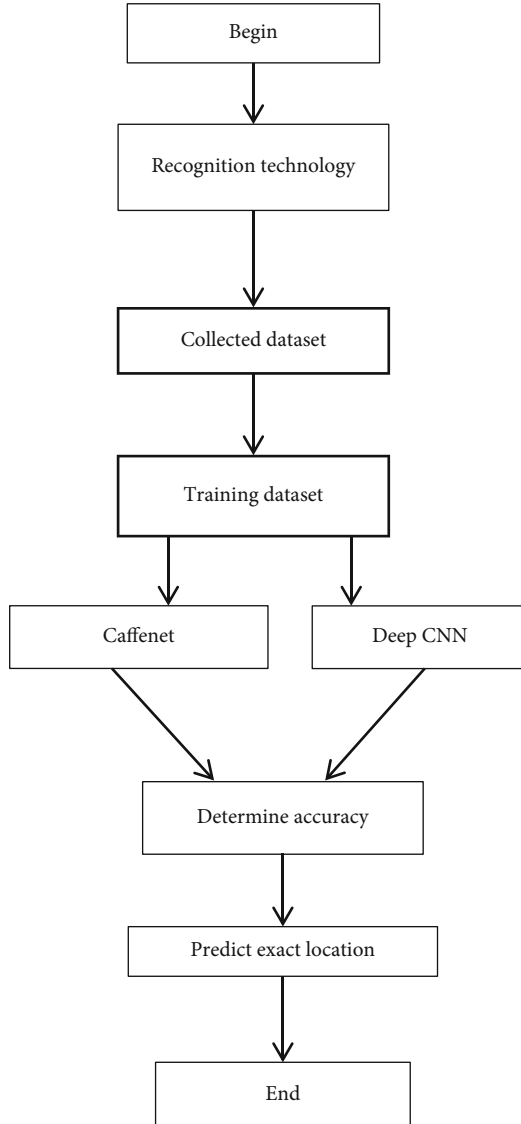 Begin
Recognition technology
Collected dataset
Training dataset
Caffenet
Deep CNN
Determine accuracy
Predict exact location
End